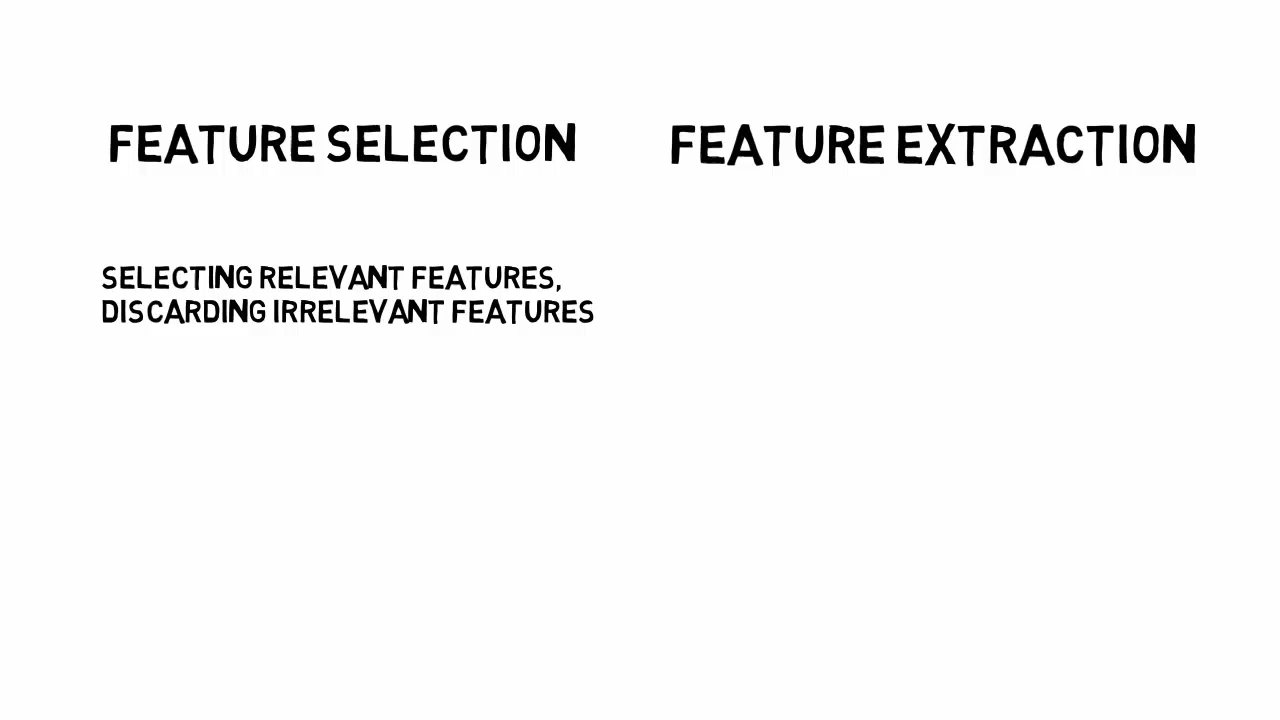 FEATURE SELECTION
FEATURE EXTRACTION
SELECTING RELEVANT FEATURES,
DISCARDING IRRELEVANT FEATURES